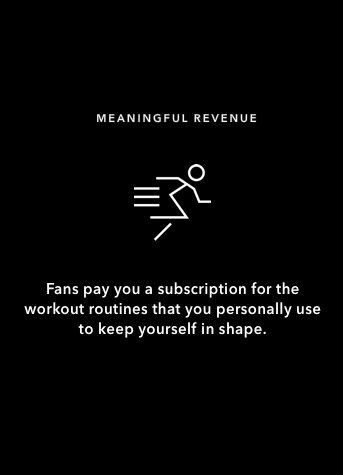 MEANINGFUL REVENUE
Fans pay you a subscription for the
workout routines that you personally use
to keep yourself in shape.